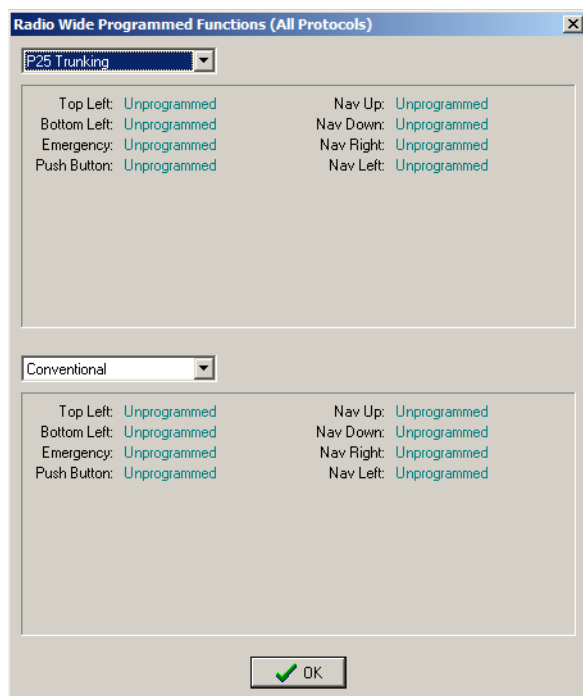 Radio Wide Programmed Functions (All Protocols)
P25 Trunking
Top Left: Unprogrammed Nav Up: Unprogrammed
Bottom Left: Unprogrammed Nav Down: Unprogrammed
Emergency: Unprogrammed Nav Right: Unprogrammed
Push Button: Unprogrammed Nav Left: Unprogrammed
Conventional
Top Left: Unprogrammed Nav Up: Unprogrammed
Bottom Left: Unprogrammed Nav Down: Unprogrammed
Emergency: Unprogrammed Nav Right: Unprogrammed
Push Button: Unprogrammed Nav Left: Unprogrammed
OK